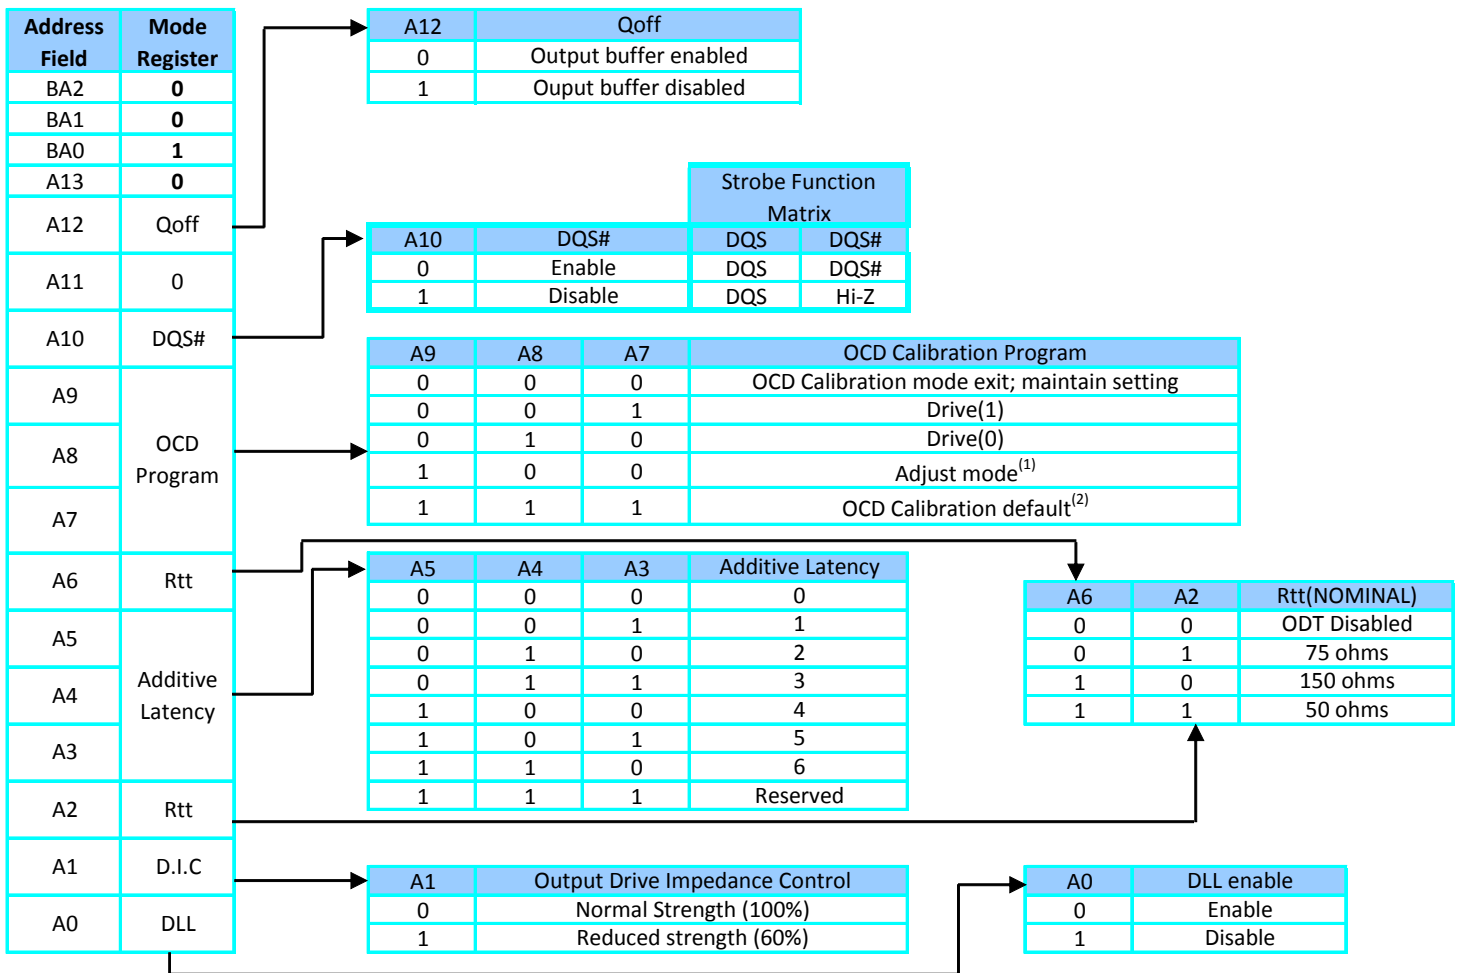 Address Field Mode Register
BA2 0
BA1 0
BA0 1
A13 0
A12 Qoff
A11 0
A10 DQS#
A9
A8
A7
OCD Program
A6 Rtt
A5
A4
A3
Additive Latency
A2 Rtt
A1 D.I.C
A0 DLL
A12 Qoff
0 Output buffer enabled
1 Ouput buffer disabled
Strobe Function Matrix
A10 DQS# DQS DQS#
0 Enable DQS DQS#
1 Disable DQS Hi-Z
A9 A8 A7 OCD Calibration Program
0 0 0 OCD Calibration mode exit; maintain setting
0 0 1 Drive(1)
0 1 0 Drive(0)
1 0 0 Adjust mode(1)
1 1 1 OCD Calibration default(2)
A5 A4 A3 Additive Latency
0 0 0 0
0 0 1 1
0 1 0 2
0 1 1 3
1 0 0 4
1 0 1 5
1 1 0 6
1 1 1 Reserved
A6 A2 Rtt(NOMINAL)
0 0 ODT Disabled
0 1 75 ohms
1 0 150 ohms
1 1 50 ohms
A1 Output Drive Impedance Control
0 Normal Strength (100%)
1 Reduced strength (60%)
A0 DLL enable
0 Enable
1 Disable